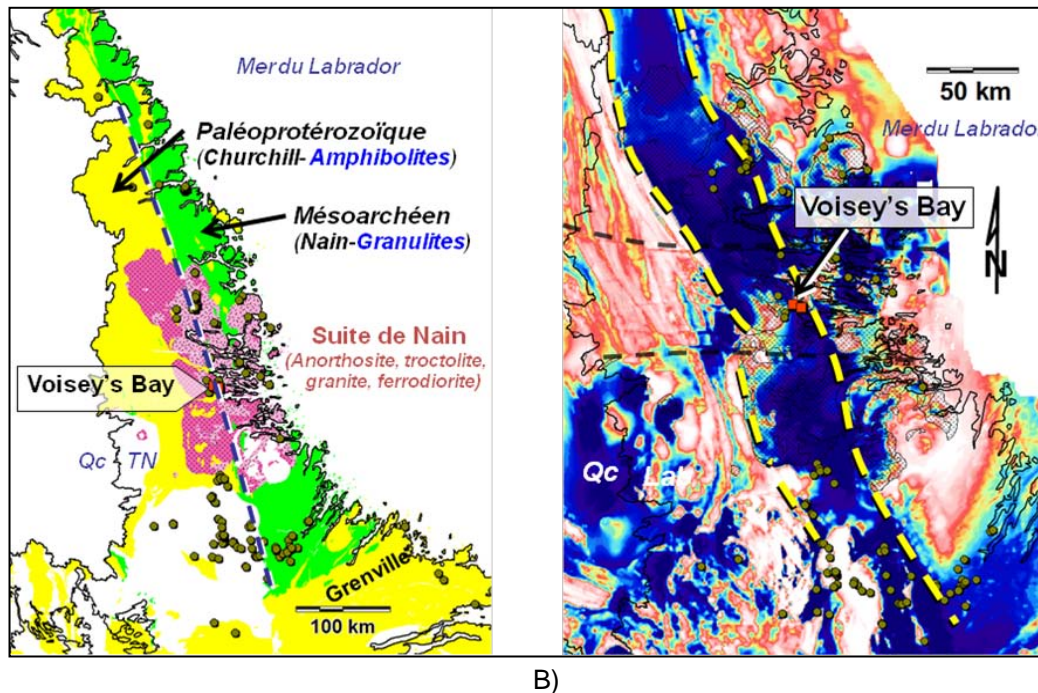 Merdu Labrador
Paléoprotérozoïque
(Churchill-Amphibolites)
Mésoarchéen
(Nain-Granulites)
Suite de Nain
(Anorthosite, troctolite,
granite, ferrodiorite)
Voisey's Bay
Qc TN
Grenville
100 km
50 km
Merdu Labrador
Voisey's Bay
N
Qc Lab
B)